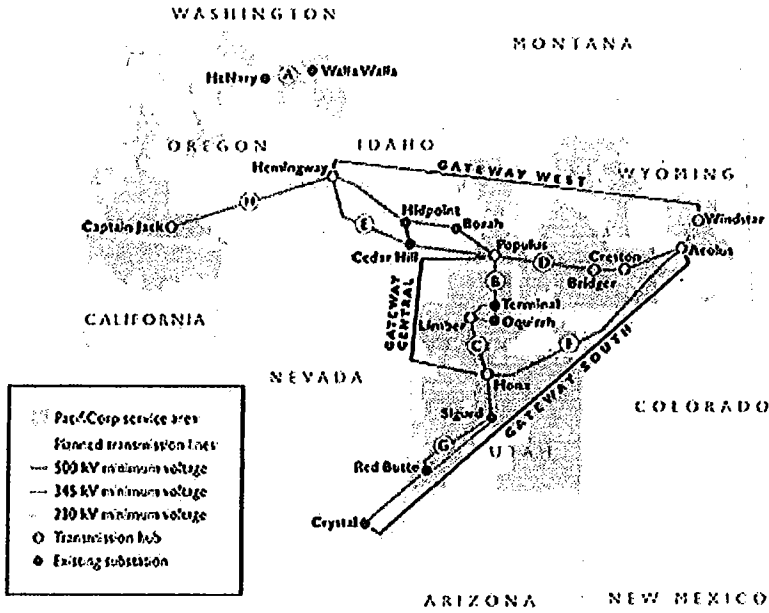 WASHINGTON
MONTANA
McNary
A
Walla Walla
OREGON
IDAHO
Hemingway
GATEWAY WEST
WYOMING
H
Captain Jack
E
Midpoint
Borah
Windstar
Populus
Cedar Hill
D
Creston
Bridger
Aeolus
B
GATEWAY CENTRAL
Terminal
CALIFORNIA
Limber
Oquirrh
C
F
GATEWAY SOUTH
NEVADA
Mona
COLORADO
Sigurd
G
UTAH
Red Butte
Crystal
PacifiCorp service area
Planned transmission lines:
500 kV minimum voltage
345 kV minimum voltage
230 kV minimum voltage
Transmission hub
Existing substation
ARIZONA
NEW MEXICO